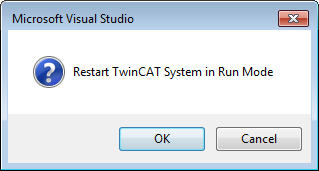 Microsoft Visual Studio
Restart TwinCAT System in Run Mode
OK
Cancel